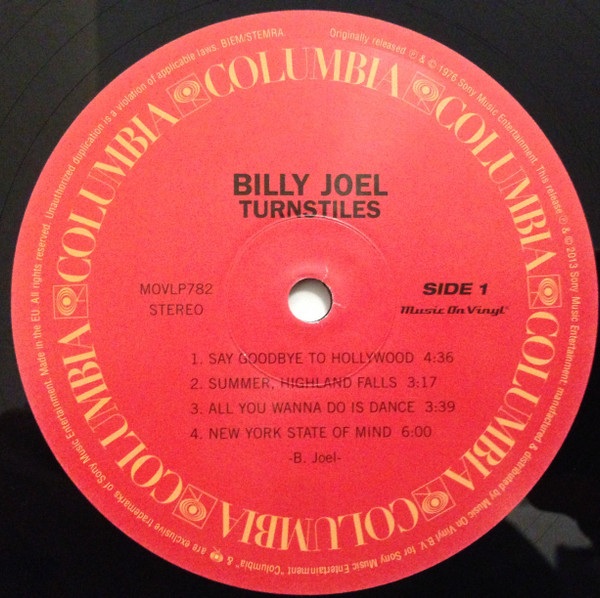 BILLY JOEL
TURNSTILES
MOVLP782
STEREO
SIDE 1
Music On Vinyl®
1. SAY GOODBYE TO HOLLYWOOD 4:36
2. SUMMER, HIGHLAND FALLS 3:17
3. ALL YOU WANNA DO IS DANCE 3:39
4. NEW YORK STATE OF MIND 6:00
-B. Joel-
COLUMBIA COLUMBIA COLUMBIA COLUMBIA COLUMBIA COLUMBIA COLUMBIA COLUMBIA
Originally released ℗ & © 1976 Sony Music Entertainment. This release ℗ & © 2013 Sony Music Entertainment manufactured & distributed by Music On Vinyl B.V. for Sony Music Entertainment "Columbia" & are exclusive trademarks of Sony Music Entertainment. Made in the EU. All rights reserved. Unauthorized duplication is a violation of applicable laws. BIEM/STEMRA